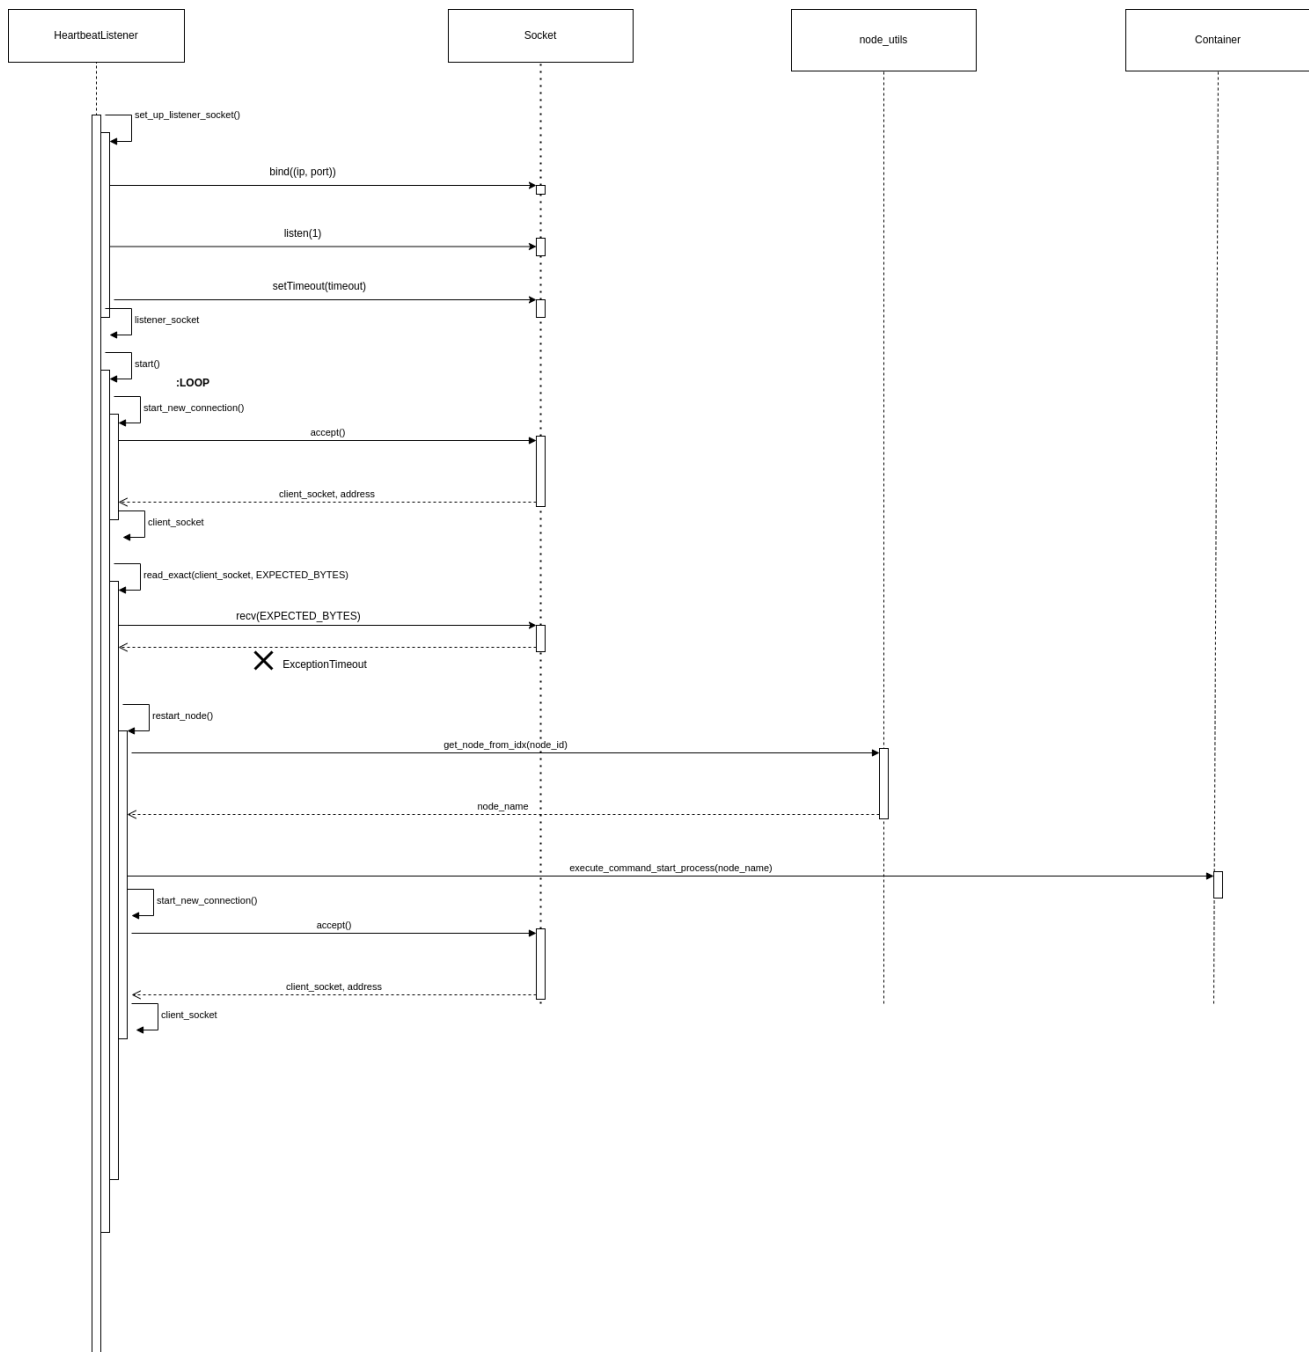 HeartbeatListener
Socket
node_utils
Container
set_up_listener_socket()
bind((ip, port))
listen(1)
setTimeout(timeout)
listener_socket
start()
:LOOP
start_new_connection()
accept()
client_socket, address
client_socket
read_exact(client_socket, EXPECTED_BYTES)
recv(EXPECTED_BYTES)
ExceptionTimeout
restart_node()
get_node_from_idx(node_id)
node_name
execute_command_start_process(node_name)
start_new_connection()
accept()
client_socket, address
client_socket